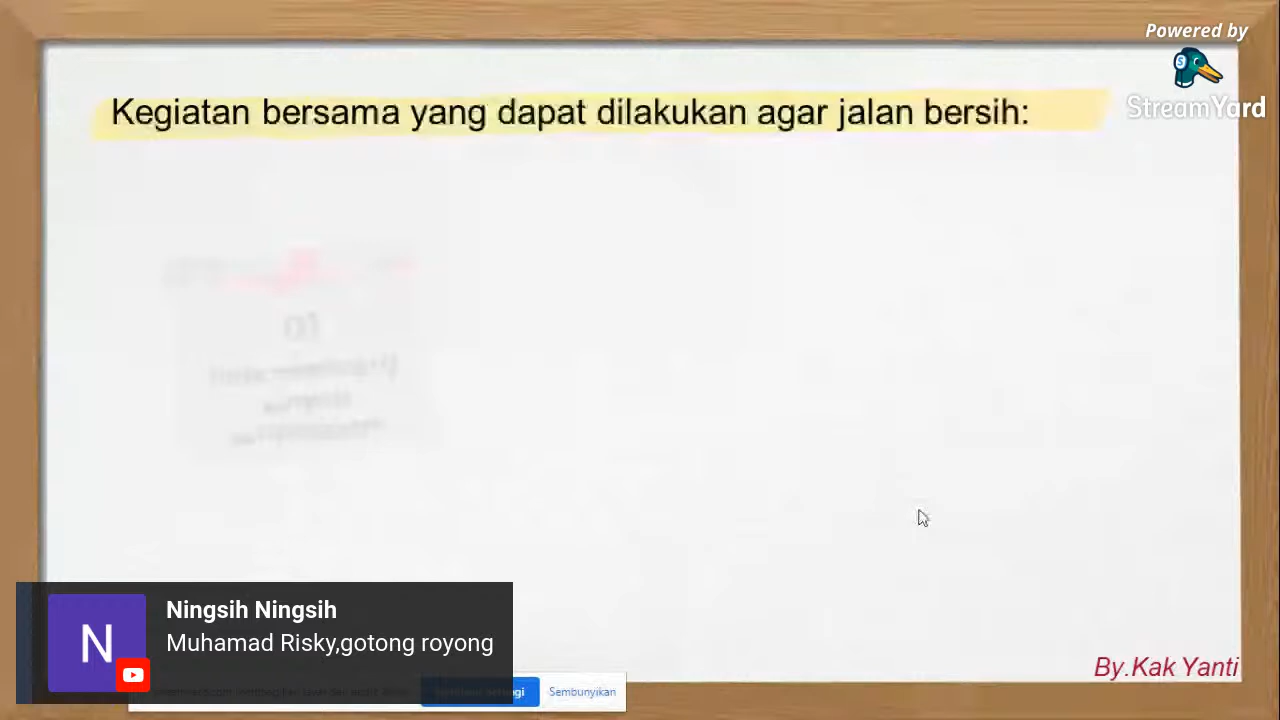 Powered by
StreamYard
Kegiatan bersama yang dapat dilakukan agar jalan bersih:
01
Ningsih Ningsih
N
Muhamad Risky,gotong royong
Sembunyikan
By.Kak Yanti